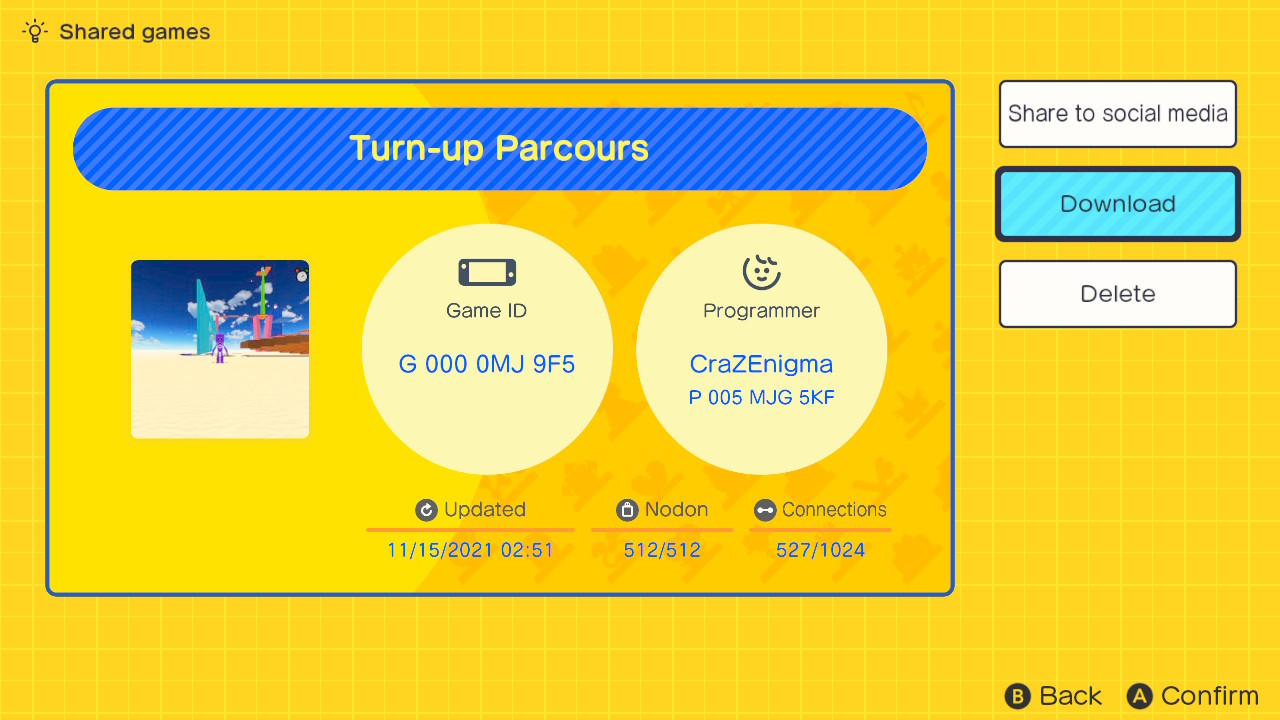 Shared games
Turn-up Parcours
Share to social media
Download
Delete
Game ID
G 000 0MJ 9F5
Programmer
CraZEnigma
P 005 MJG 5KF
Updated
11/15/2021 02:51
Nodon
512/512
Connections
527/1024
B Back
A Confirm